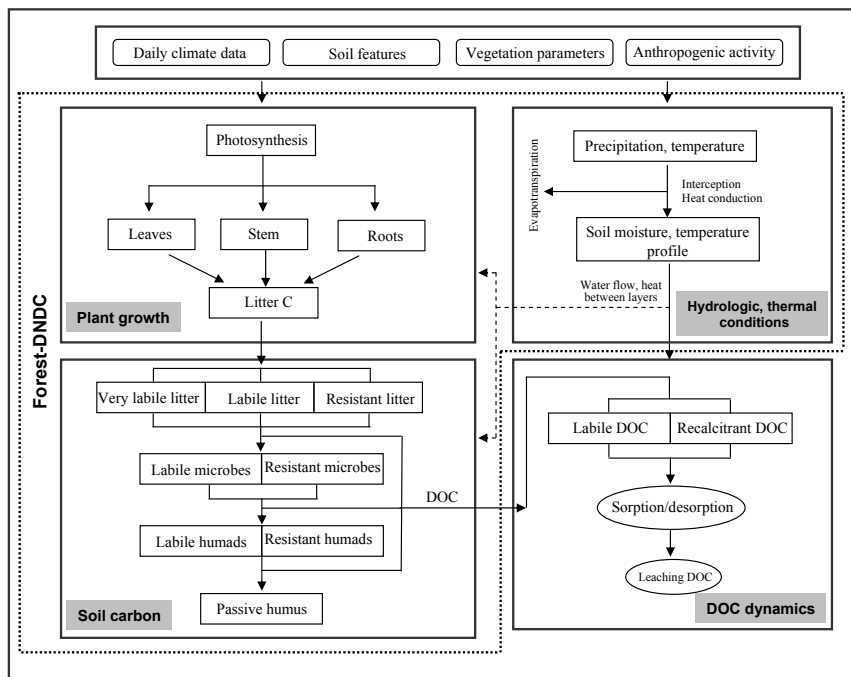 Daily climate data
Soil features
Vegetation parameters
Anthropogenic activity
Forest-DNDC
Photosynthesis
Leaves
Stem
Roots
Litter C
Plant growth
Precipitation, temperature
Evapotranspiration
Interception
Heat conduction
Soil moisture, temperature
profile
Water flow, heat
between layers
Hydrologic, thermal
conditions
Very labile litter
Labile litter
Resistant litter
Labile microbes
Resistant microbes
DOC
Labile humads
Resistant humads
Passive humus
Soil carbon
Labile DOC
Recalcitrant DOC
Sorption/desorption
Leaching DOC
DOC dynamics